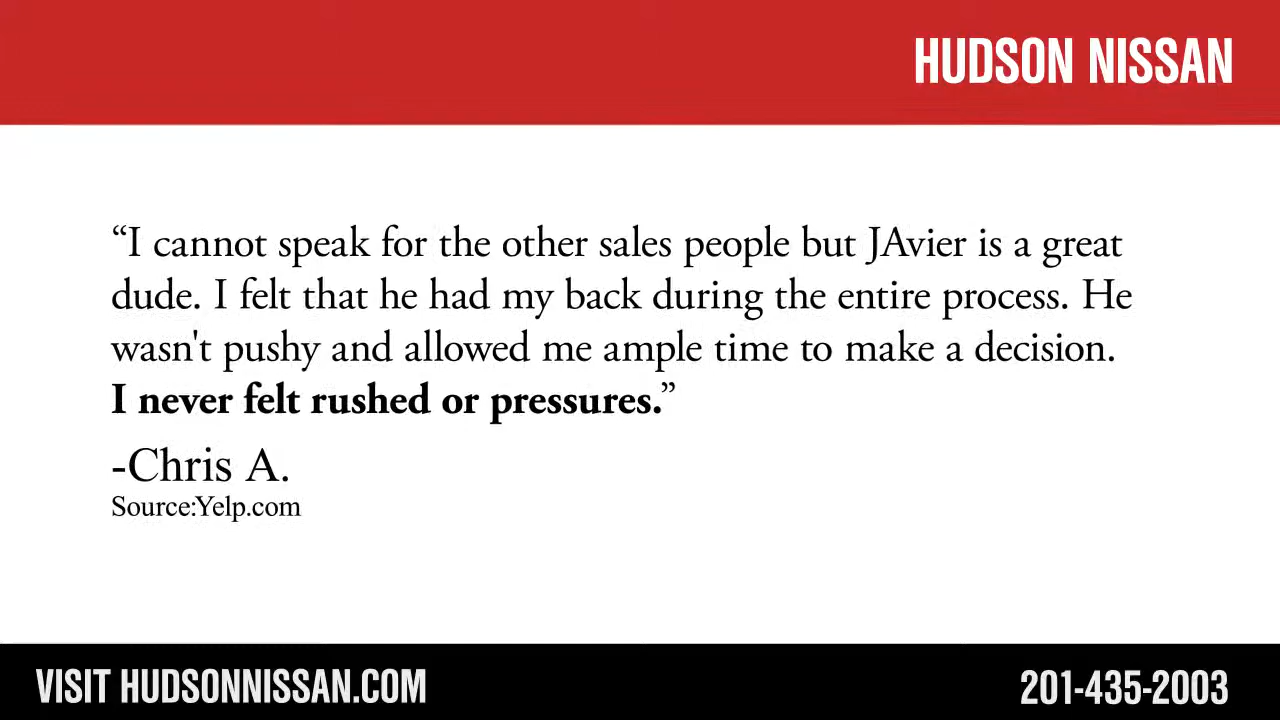 HUDSON NISSAN
“I cannot speak for the other sales people but JAvier is a great
dude. I felt that he had my back during the entire process. He
wasn't pushy and allowed me ample time to make a decision.
I never felt rushed or pressures.”
-Chris A.
Source:Yelp.com
VISIT HUDSONNISSAN.COM
201-435-2003